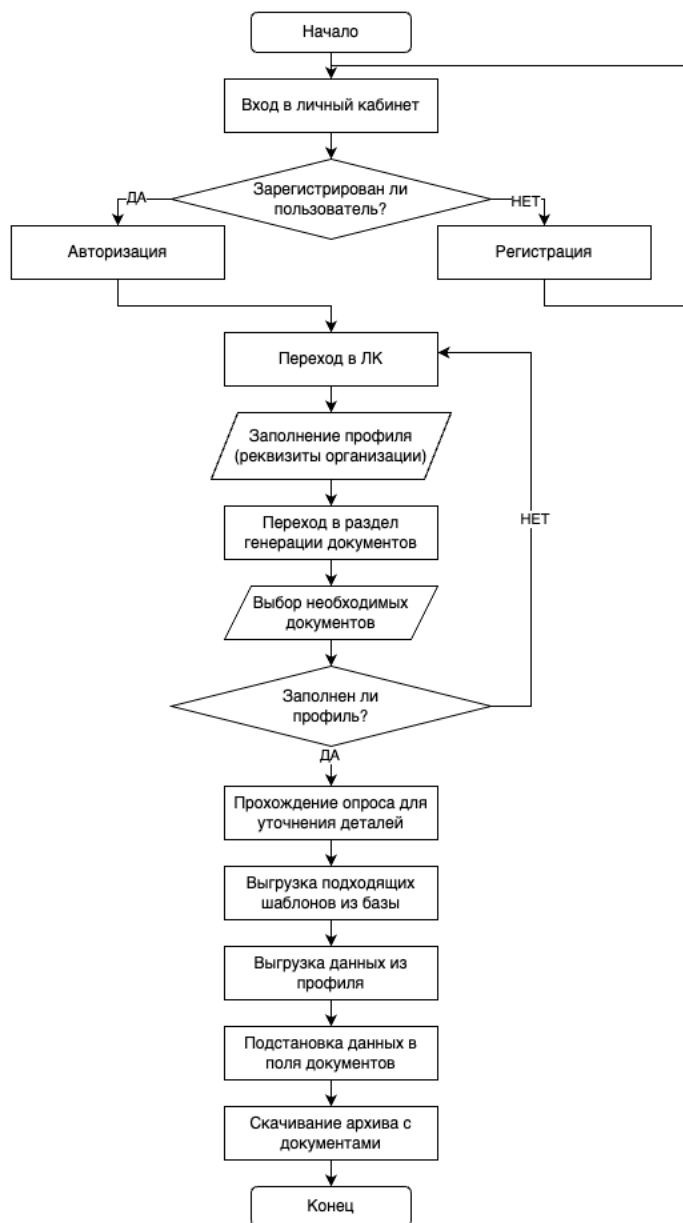 Начало
Вход в личный кабинет
Зарегистрирован ли
пользователь?
ДА
НЕТ
Авторизация
Регистрация
Переход в ЛК
Заполнение профиля
(реквизиты организации)
Переход в раздел
генерации документов
НЕТ
Выбор необходимых
документов
Заполнен ли
профиль?
ДА
Прохождение опроса для
уточнения деталей
Выгрузка подходящих
шаблонов из базы
Выгрузка данных из
профиля
Подстановка данных в
поля документов
Скачивание архива с
документами
Конец